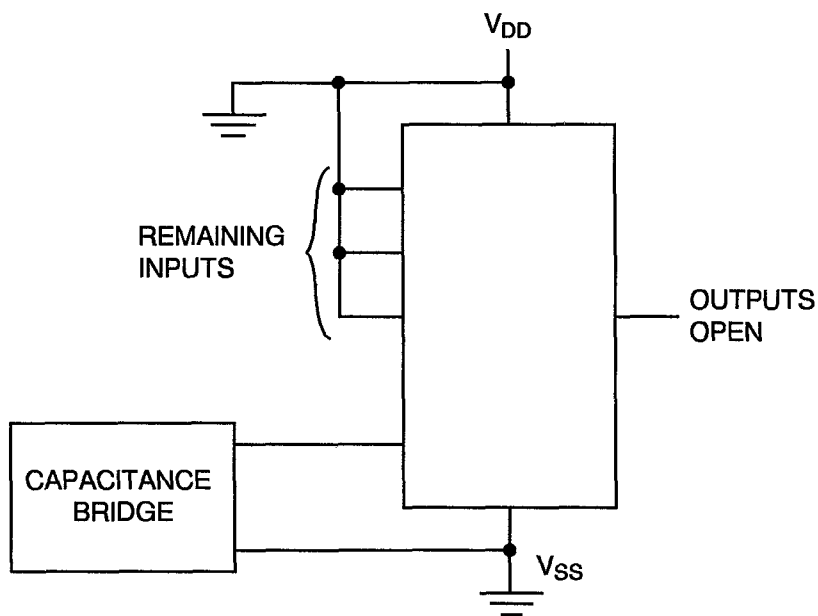 VDD
REMAINING
INPUTS
OUTPUTS
OPEN
CAPACITANCE
BRIDGE
VSS